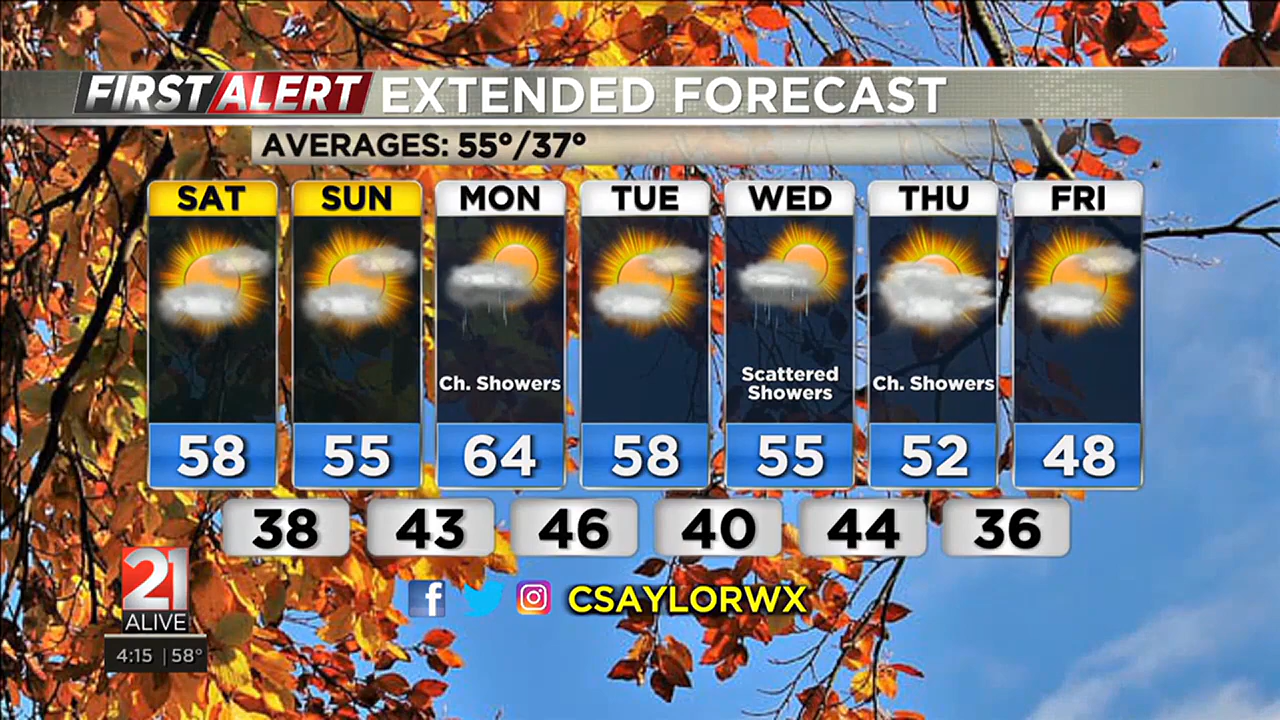 FIRST ALERT EXTENDED FORECAST
AVERAGES: 55°/37°
SAT SUN MON TUE WED THU FRI
Ch. Showers Scattered Showers Ch. Showers
58 55 64 58 55 52 48
38 43 46 40 44 36
f CSAYLORWX
21
ALIVE
4:15 | 58°